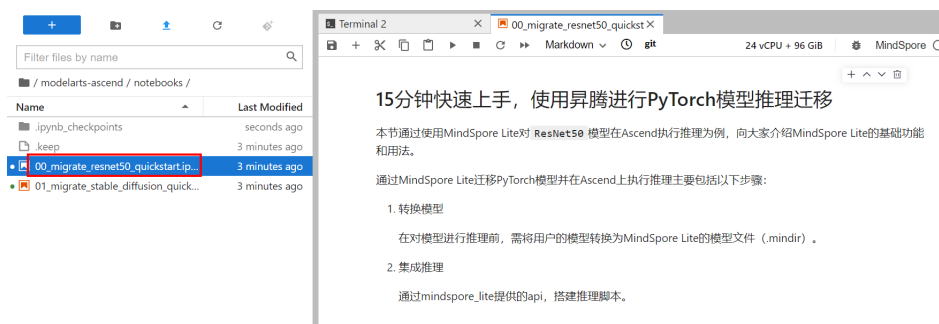 Filter files by name
/ modelarts-ascend / notebooks /
Name Last Modified
.ipynb_checkpoints seconds ago
.keep 3 minutes ago
00_migrate_resnet50_quickstart.ip... 3 minutes ago
01_migrate_stable_diffusion_quick... 3 minutes ago
Terminal 2
00_migrate_resnet50_quickst
Markdown
git
24 vCPU + 96 GiB
MindSpore
15分钟快速上手，使用昇腾进行PyTorch模型推理迁移
本节通过使用MindSpore Lite对 ResNet50 模型在Ascend执行推理为例，向大家介绍MindSpore Lite的基础功能
和用法。
通过MindSpore Lite迁移PyTorch模型并在Ascend上执行推理主要包括以下步骤：
1. 转换模型
在对模型进行推理前，需将用户的模型转换为MindSpore Lite的模型文件（.mindir）。
2. 集成推理
通过mindspore_lite提供的api，搭建推理脚本。